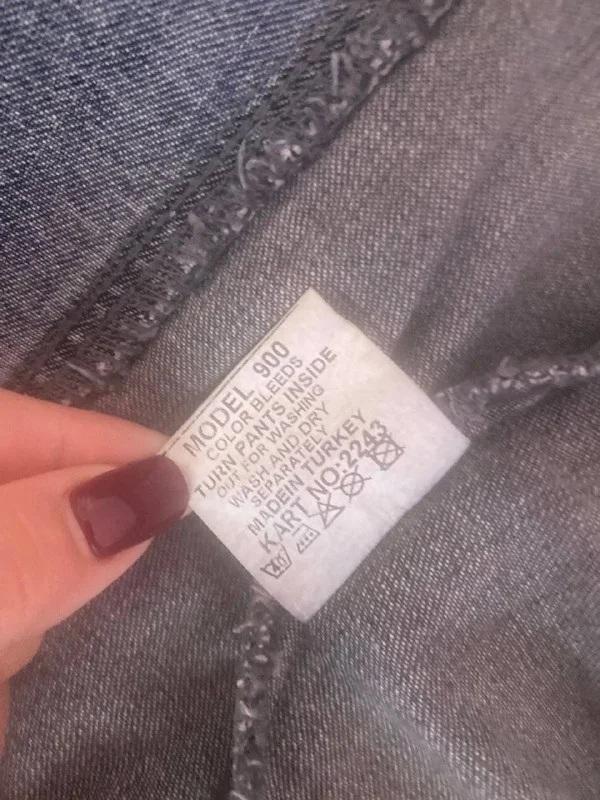 MODEL 900
COLOR BLEEDS
TURN PANTS INSIDE
OUT FOR WASHING
WASH AND DRY
SEPARATELY
MADEIN TURKEY
KART NO:2243
40